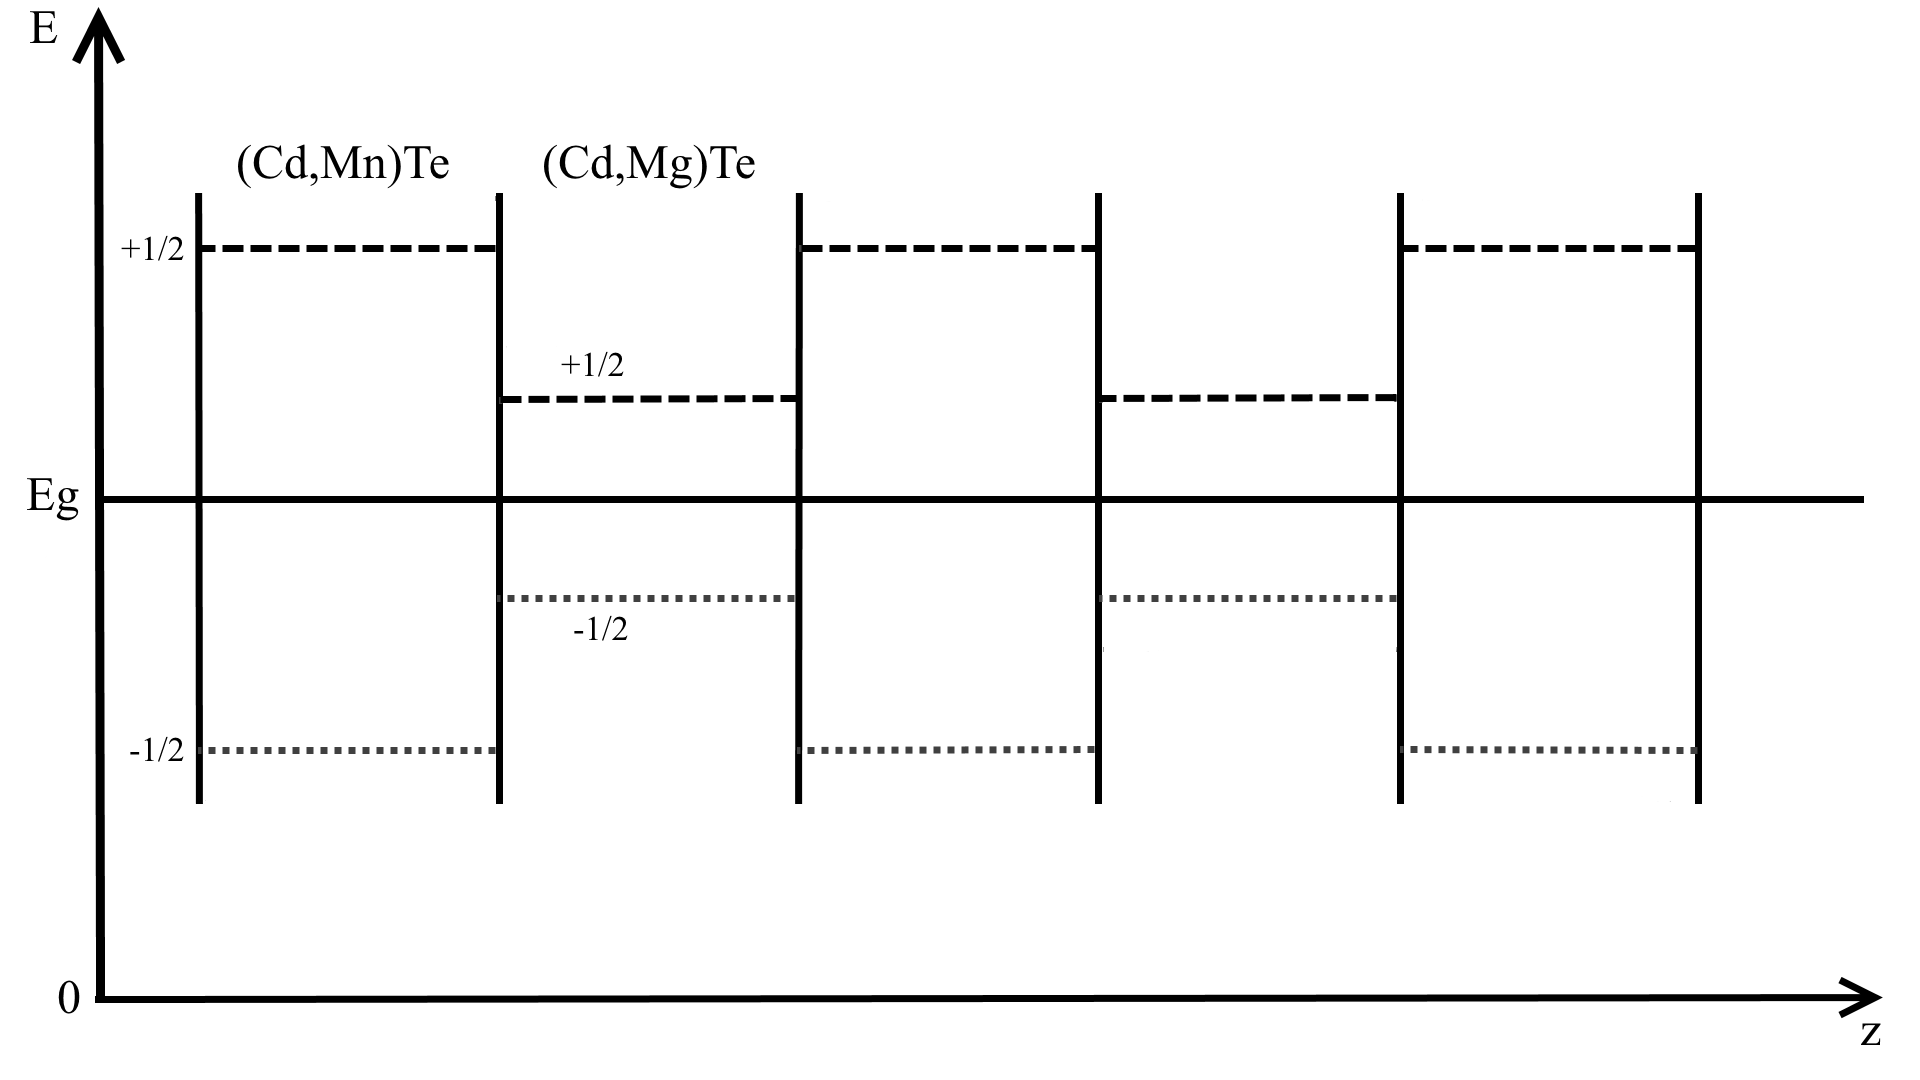 E
(Cd,Mn)Te (Cd,Mg)Te
+1/2
+1/2
Eg
-1/2
-1/2
0
z